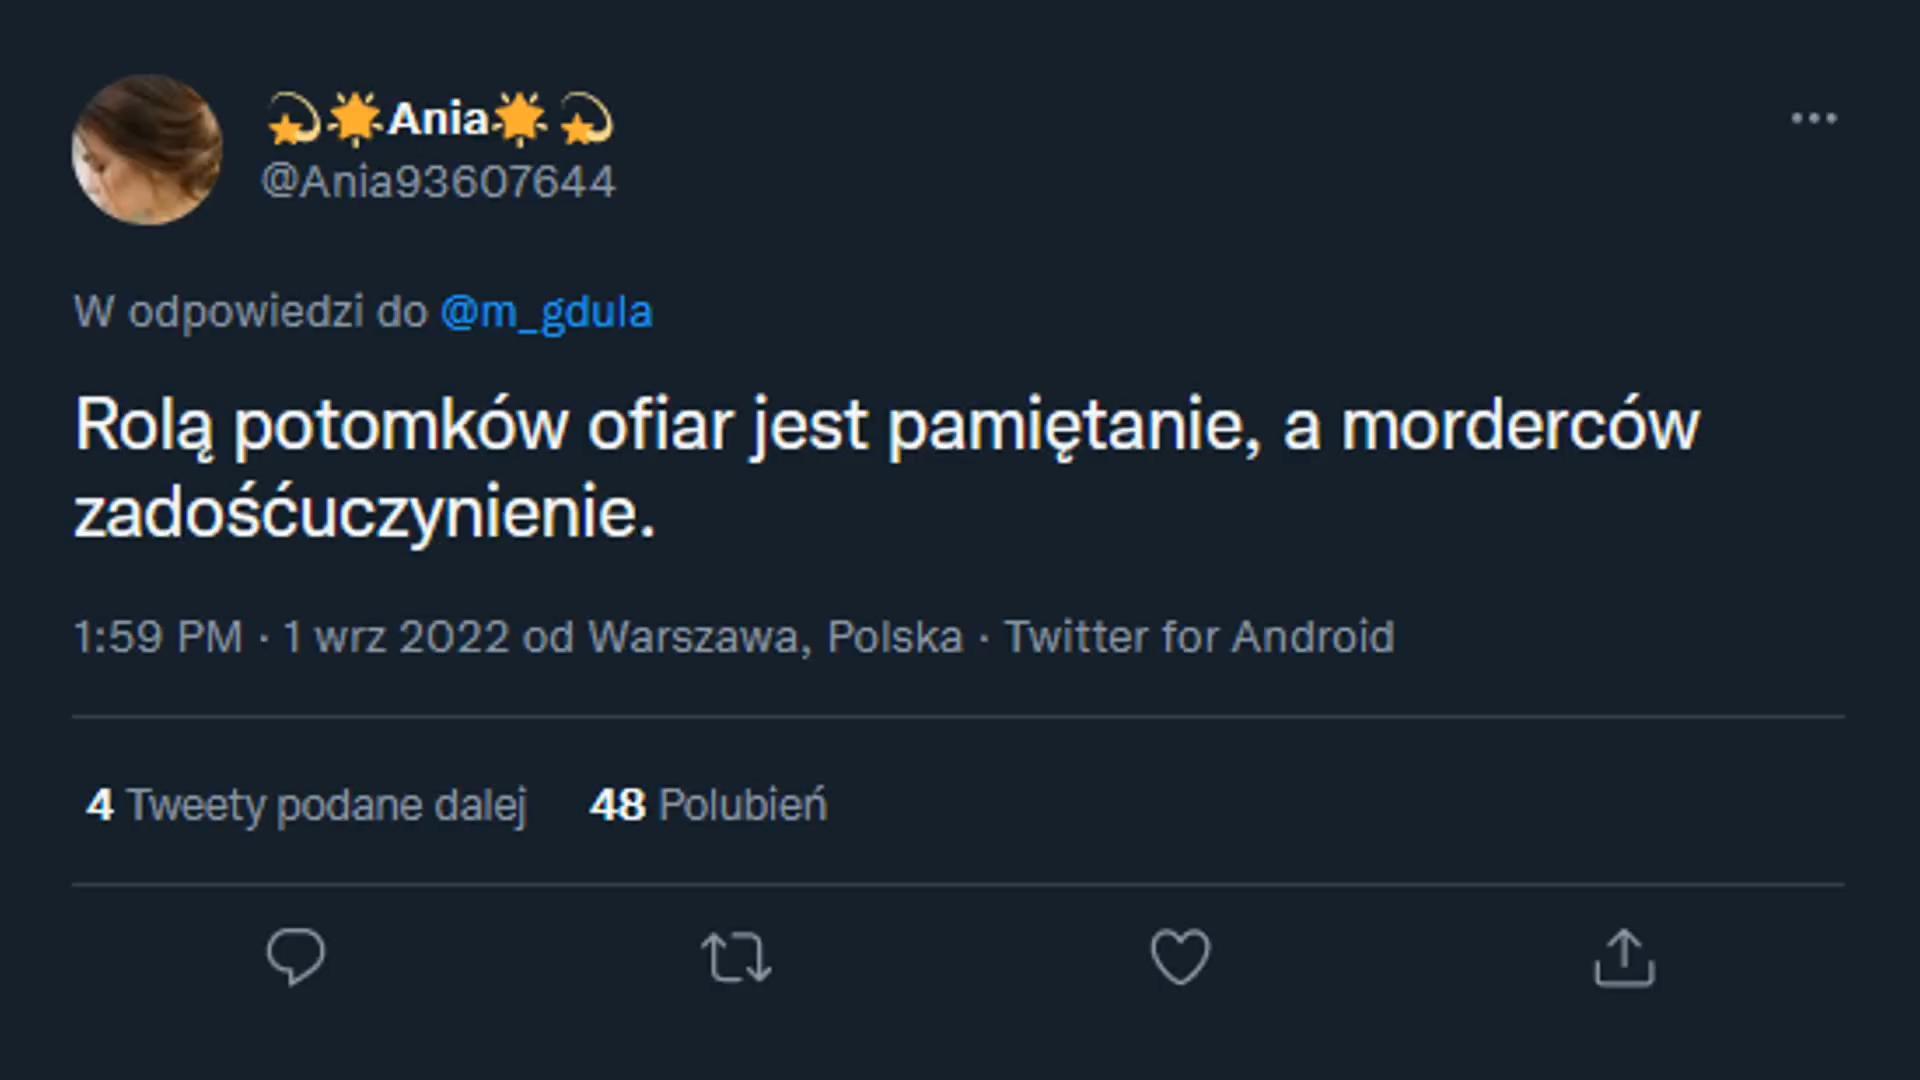 💫🌟Ania🌟💫
@Ania93607644
W odpowiedzi do @m_gdula
Rolą potomków ofiar jest pamiętanie, a morderców
zadośćuczynienie.
1:59 PM · 1 wrz 2022 od Warszawa, Polska · Twitter for Android
4 Tweety podane dalej 48 Polubień